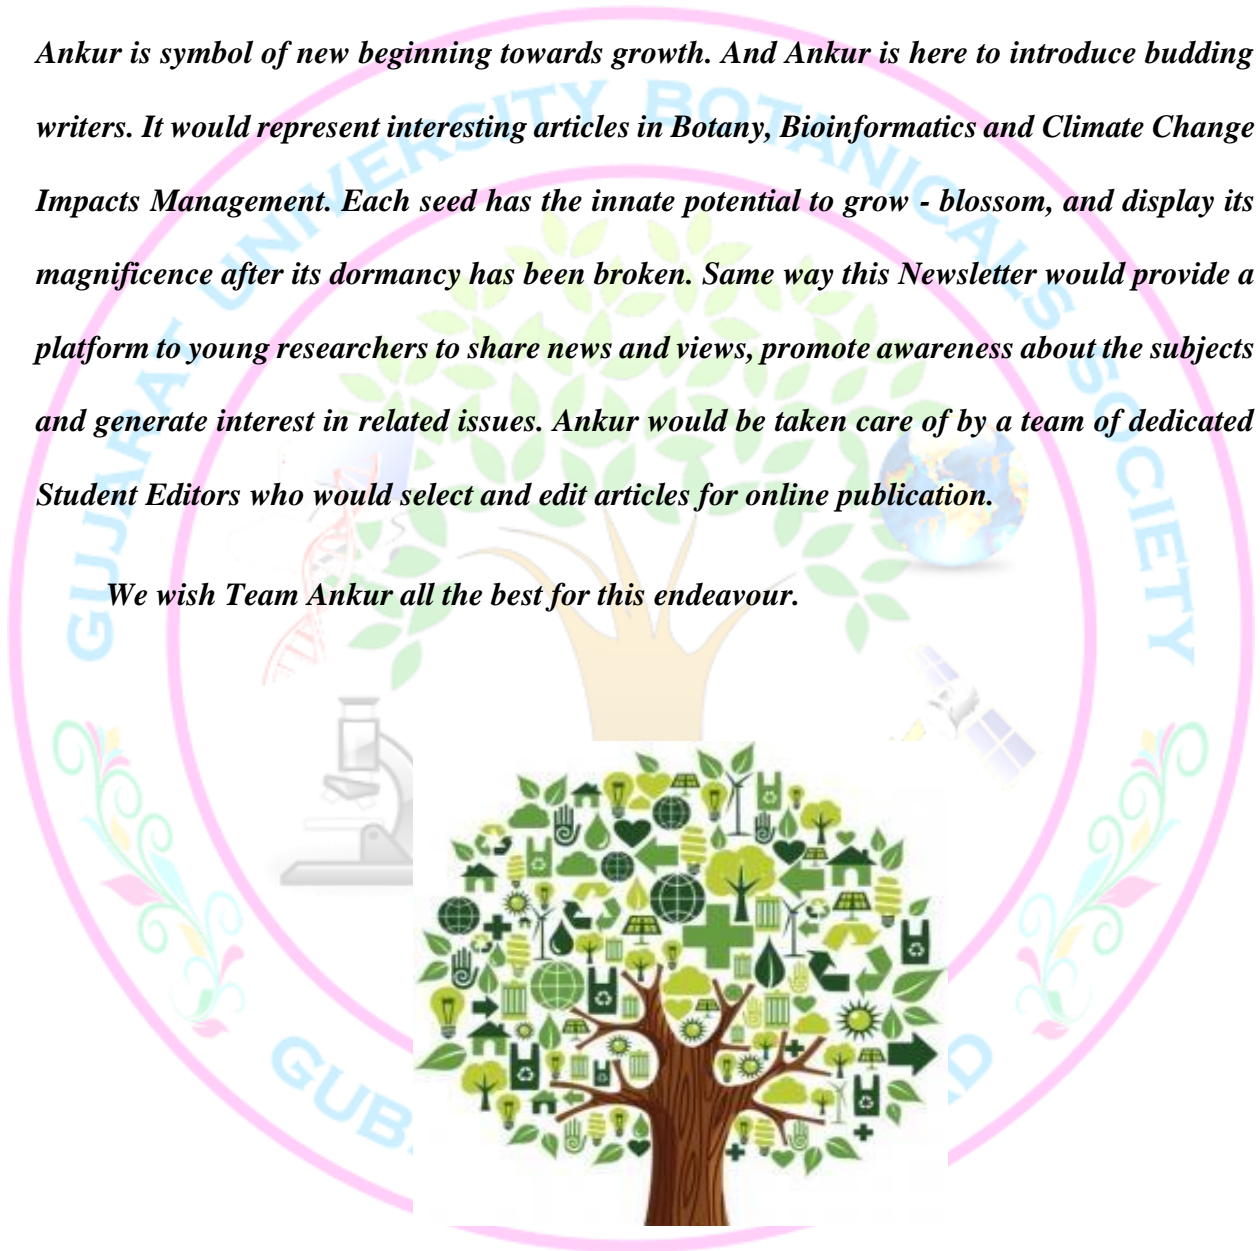 Ankur is symbol of new beginning towards growth. And Ankur is here to introduce budding
writers. It would represent interesting articles in Botany, Bioinformatics and Climate Change
Impacts Management. Each seed has the innate potential to grow - blossom, and display its
magnificence after its dormancy has been broken. Same way this Newsletter would provide a
platform to young researchers to share news and views, promote awareness about the subjects
and generate interest in related issues. Ankur would be taken care of by a team of dedicated
Student Editors who would select and edit articles for online publication.
We wish Team Ankur all the best for this endeavour.
GUJARAT UNIVERSITY BOTANICALS SOCIETY